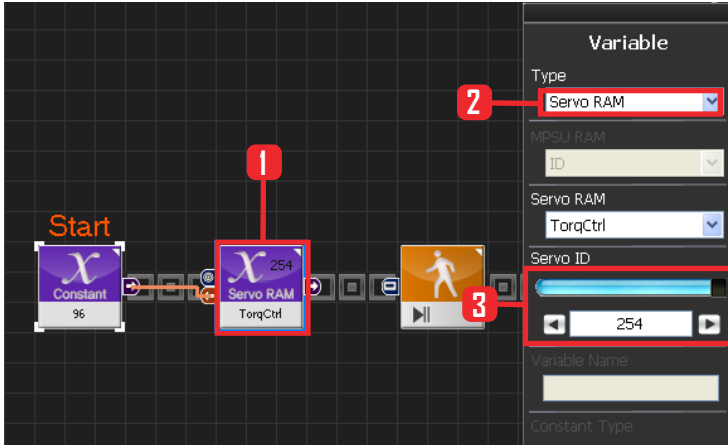 Start
Constant
96
1
254
Servo RAM
TorqCtrl
Variable
Type
2
Servo RAM
MPSU RAM
ID
Servo RAM
TorqCtrl
Servo ID
3
254
Variable Name
Constant Type